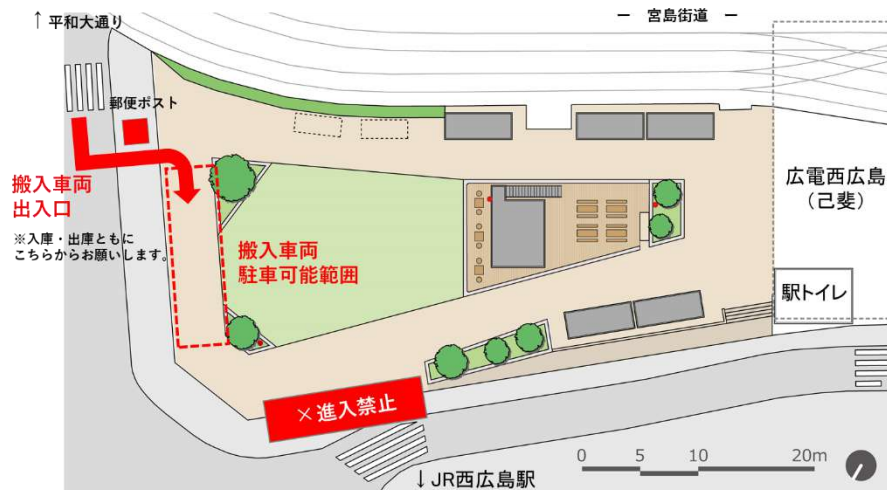 ↑ 平和大通り
ー 宮島街道 ー
郵便ポスト
搬入車両
出入口
※入庫・出庫ともに
こちらからお願いします。
搬入車両
駐車可能範囲
広電西広島
（己斐）
駅トイレ
×進入禁止
↓JR西広島駅
0 5 10 20m